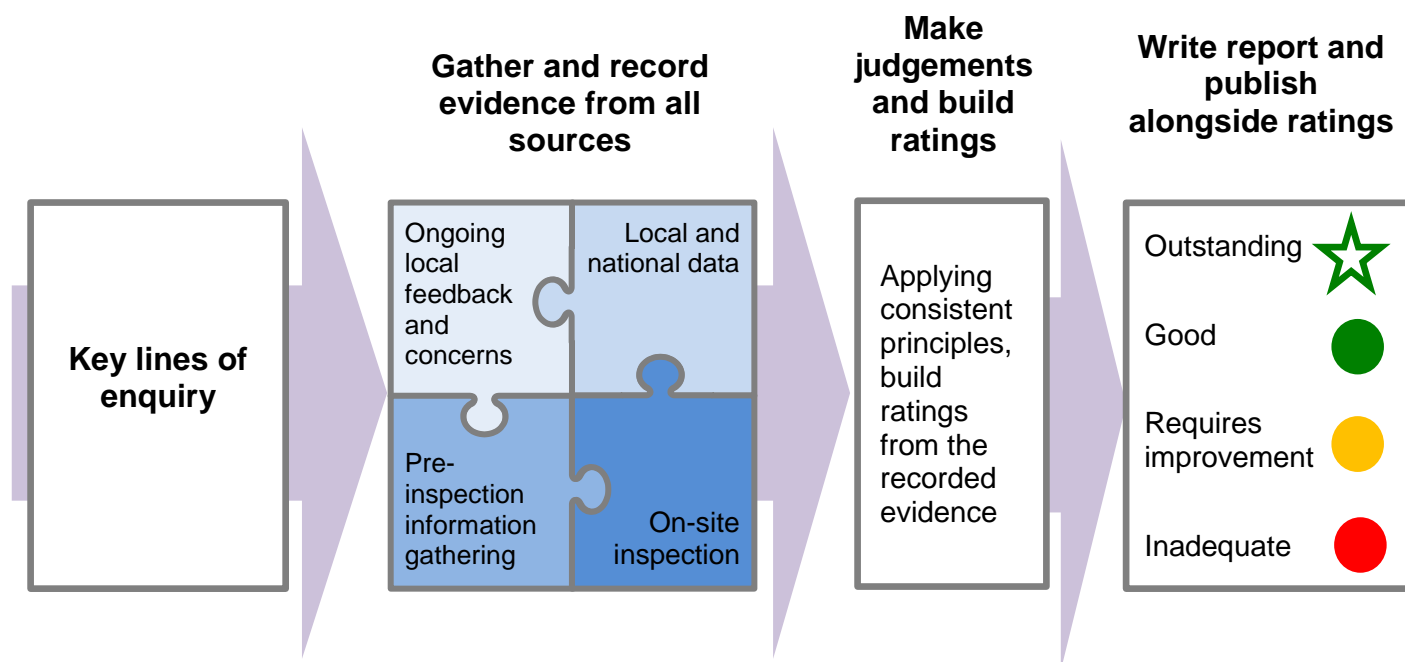 Key lines of
enquiry
Gather and record
evidence from all
sources
Ongoing
local
feedback
and
concerns
Local and
national data
Pre-
inspection
information
gathering
On-site
inspection
Make
judgements
and build
ratings
Applying
consistent
principles,
build
ratings
from the
recorded
evidence
Write report and
publish
alongside ratings
Outstanding
Good
Requires
improvement
Inadequate